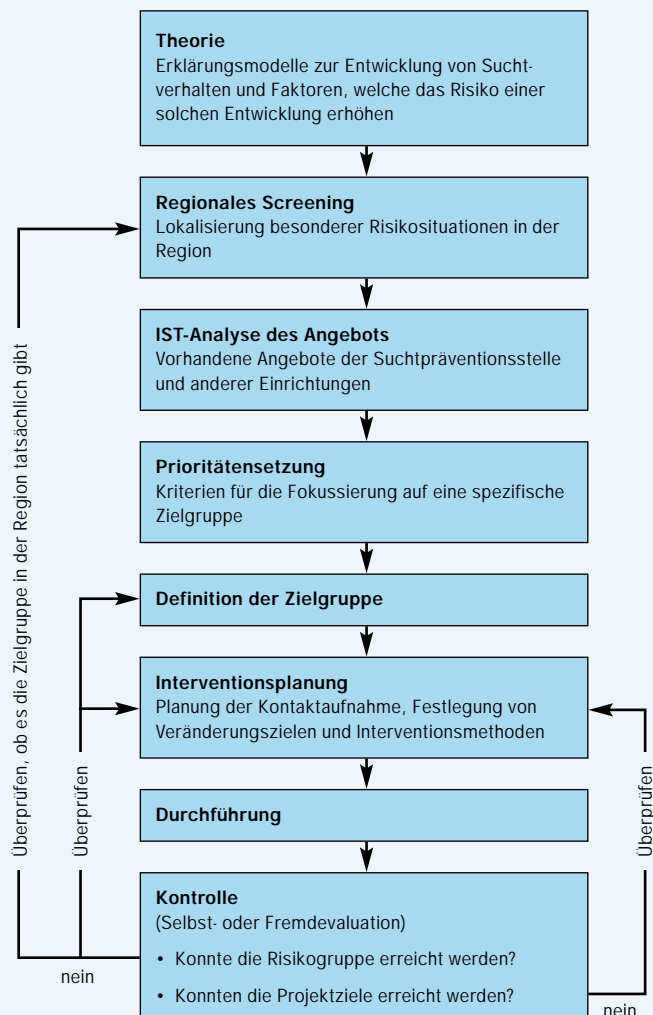 Theorie
Erklärungsmodelle zur Entwicklung von Sucht-
verhalten und Faktoren, welche das Risiko einer
solchen Entwicklung erhöhen
Regionales Screening
Lokalisierung besonderer Risikosituationen in der
Region
IST-Analyse des Angebots
Vorhandene Angebote der Suchtpräventionsstelle
und anderer Einrichtungen
Prioritätensetzung
Kriterien für die Fokussierung auf eine spezifische
Zielgruppe
Definition der Zielgruppe
Interventionsplanung
Planung der Kontaktaufnahme, Festlegung von
Veränderungszielen und Interventionsmethoden
Durchführung
Kontrolle
(Selbst- oder Fremdevaluation)
• Konnte die Risikogruppe erreicht werden?
• Konnten die Projektziele erreicht werden?
Überprüfen, ob es die Zielgruppe in der Region tatsächlich gibt
Überprüfen
nein
Überprüfen
nein